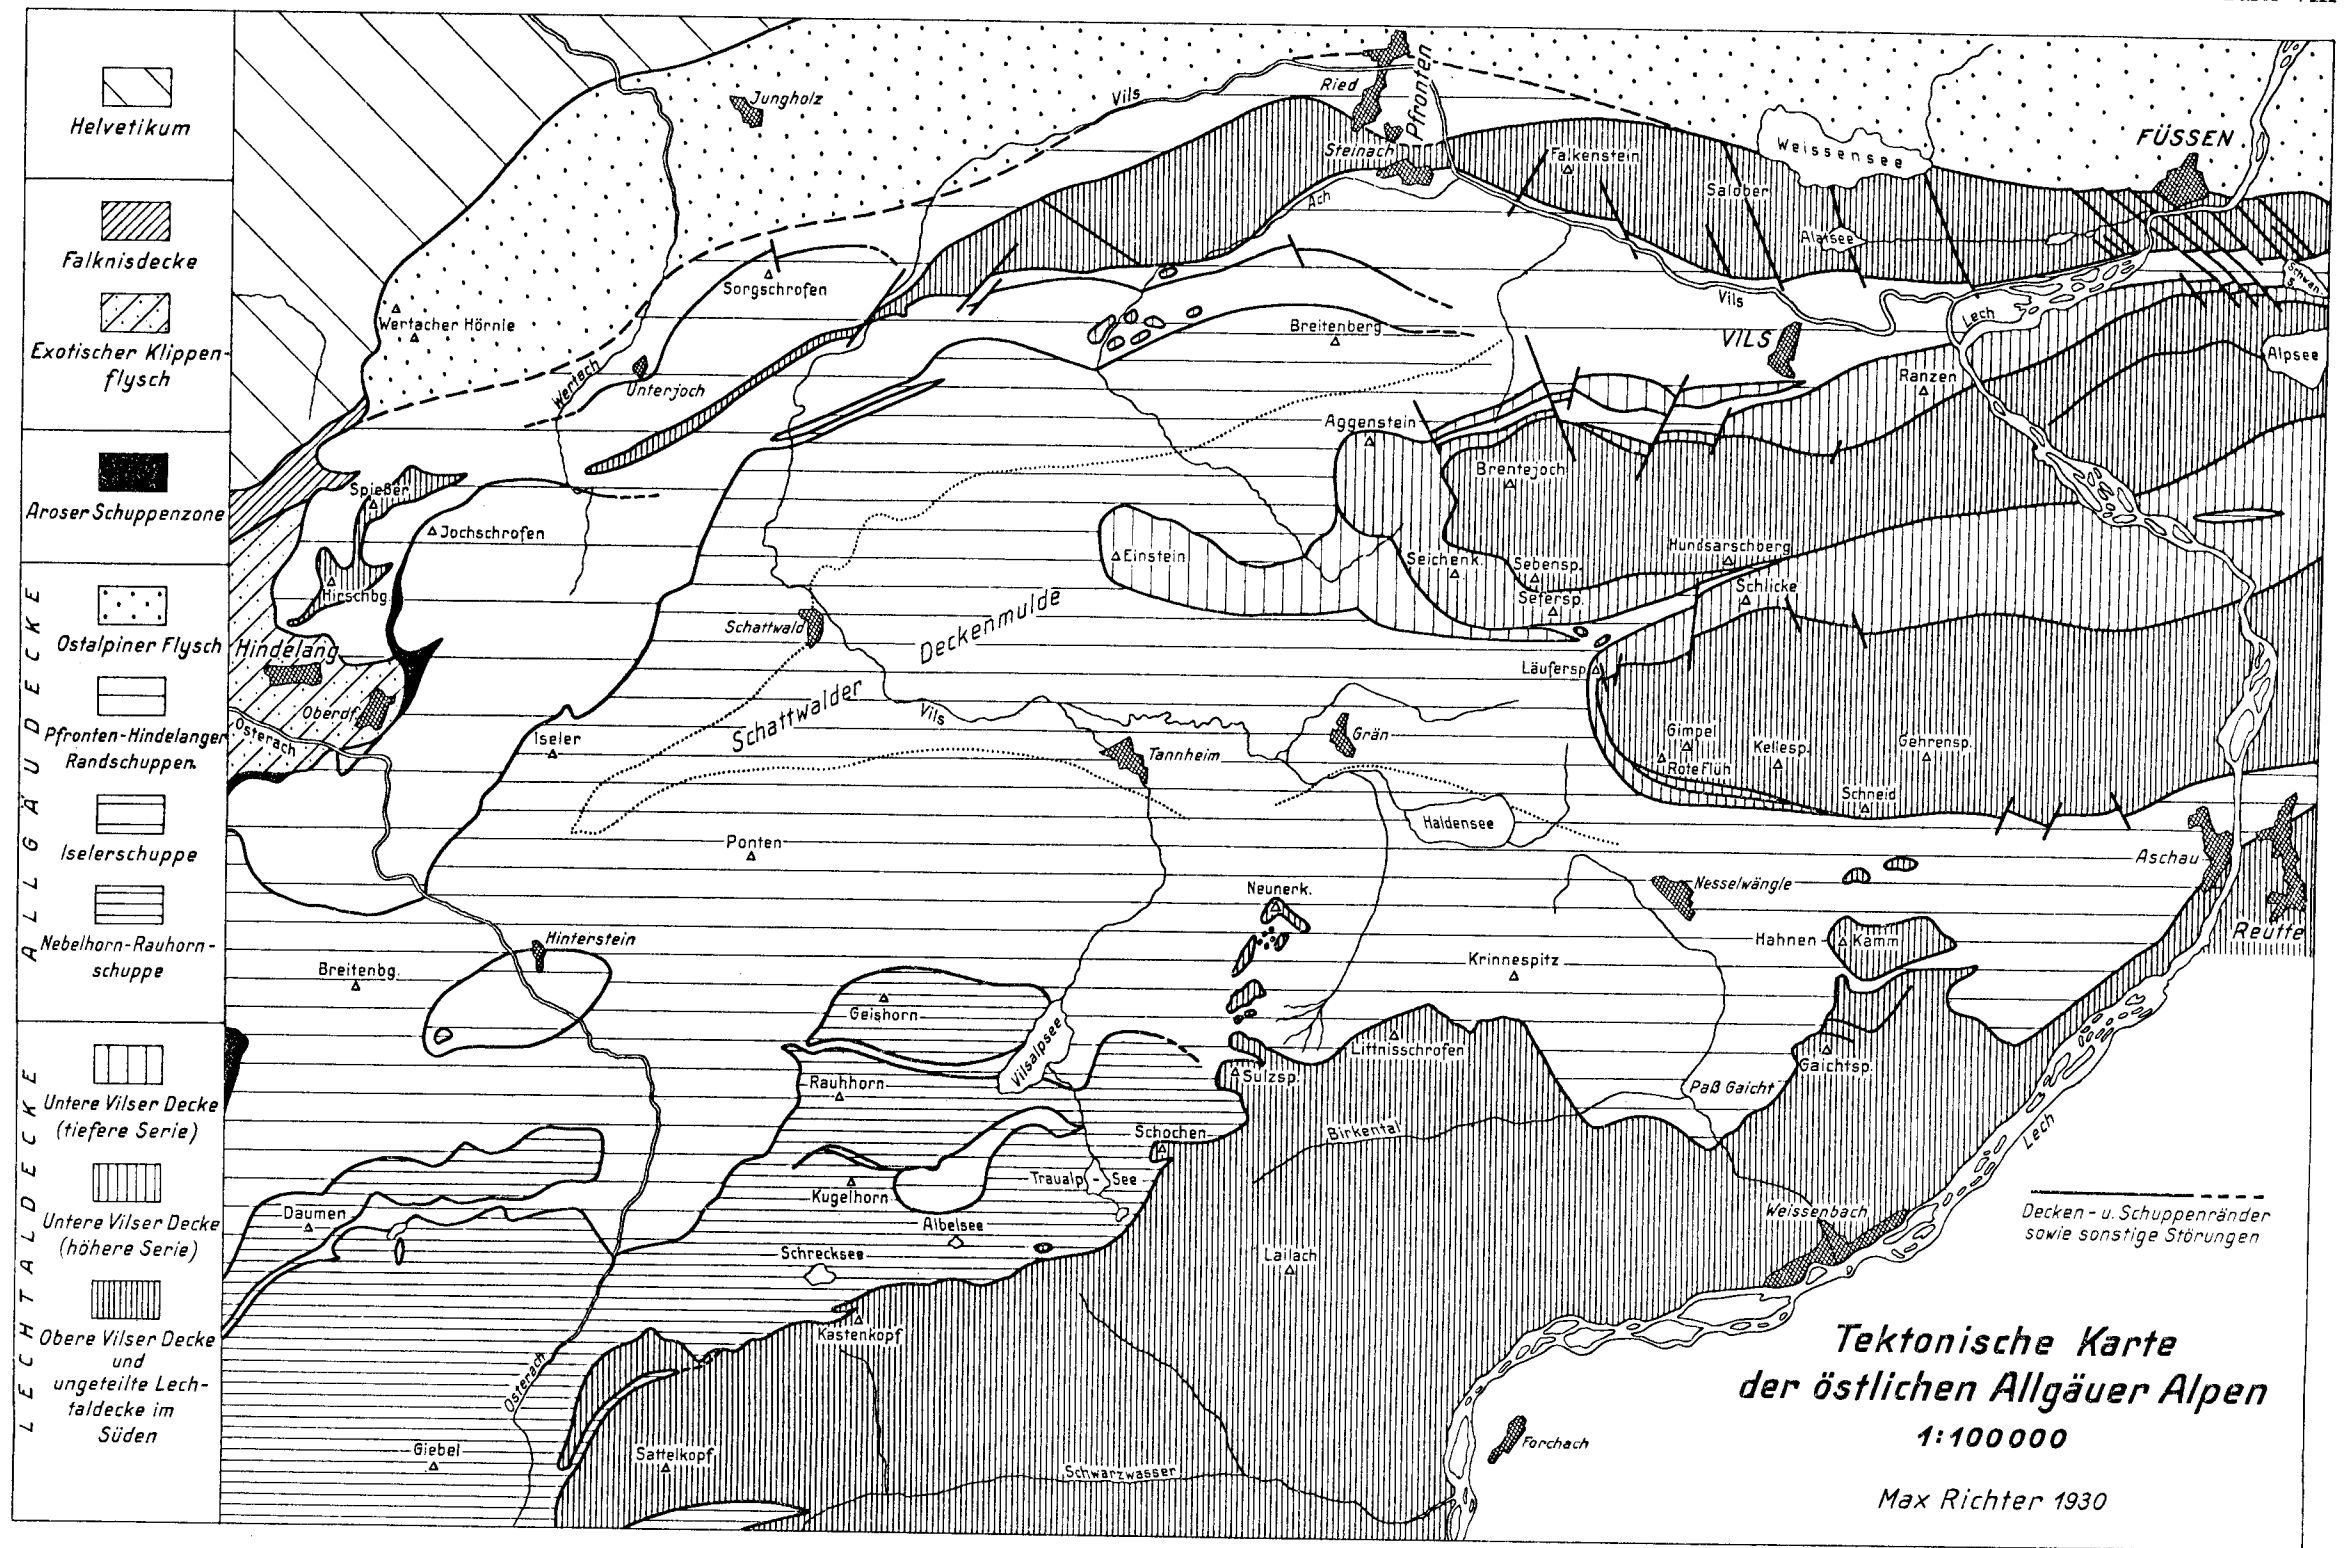 Helvetikum
Falknisdecke
Exotischer Klippen-
flysch
Aroser Schuppenzone
ALLGÄUDECKE
Ostalpiner Flysch
Pfronten-Hindelanger
Randschuppen.
Iselerschuppe
Nebelhorn-Rauhorn-
schuppe
LECHTALDECKE
Untere Vilser Decke
(tiefere Serie)
Untere Vilser Decke
(höhere Serie)
Obere Vilser Decke
und
ungeteilte Lech-
taldecke im
Süden
Jungholz
Vils
Ried
Pfronten
Steinach
Ach
Falkenstein
Weissensee
FÜSSEN
Salober
Alatsee
Schwan-
s.
Sorgschrofen
Wertacher Hörnle
Wertach
Unterjoch
Breitenberg
Vils
VILS
Lech
Ranzen
Alpsee
Aggenstein
Brentejoch
Spießer
Jochschrofen
Einstein
Seichenk.
Sebensp.
Hundsarschberg
Schlicke
Sefersp.
Hirschbg.
Hindelang
Oberdf.
Osterach
Schattwald
Schattwalder
Deckenmulde
Läufersp.
Iseler
Vils
Tannheim
Grän
Gimpel
Rote Flüh
Kellesp.
Gehrensp.
Schneid
Haldensee
Ponten
Aschau
Reutte
Nesselwängle
Neunerk.
Hinterstein
Breitenbg.
Krinnespitz
Hahnen
Kamm
Geishorn
Vilsalpsee
Littnisschrofen
Gaichtsp.
Paß Gaicht
Rauhhorn
Sulzsp.
Schochen
Birkental
Lech
Traualp-See
Kugelhorn
Albelsee
Daumen
Schrecksee
Lailach
Weissenbach
Kastenkopf
Osterach
Giebel
Sattelkopf
Schwarzwasser
Forchach
Decken- u. Schuppenränder
sowie sonstige Störungen
Tektonische Karte
der östlichen Allgäuer Alpen
1:100000
Max Richter 1930